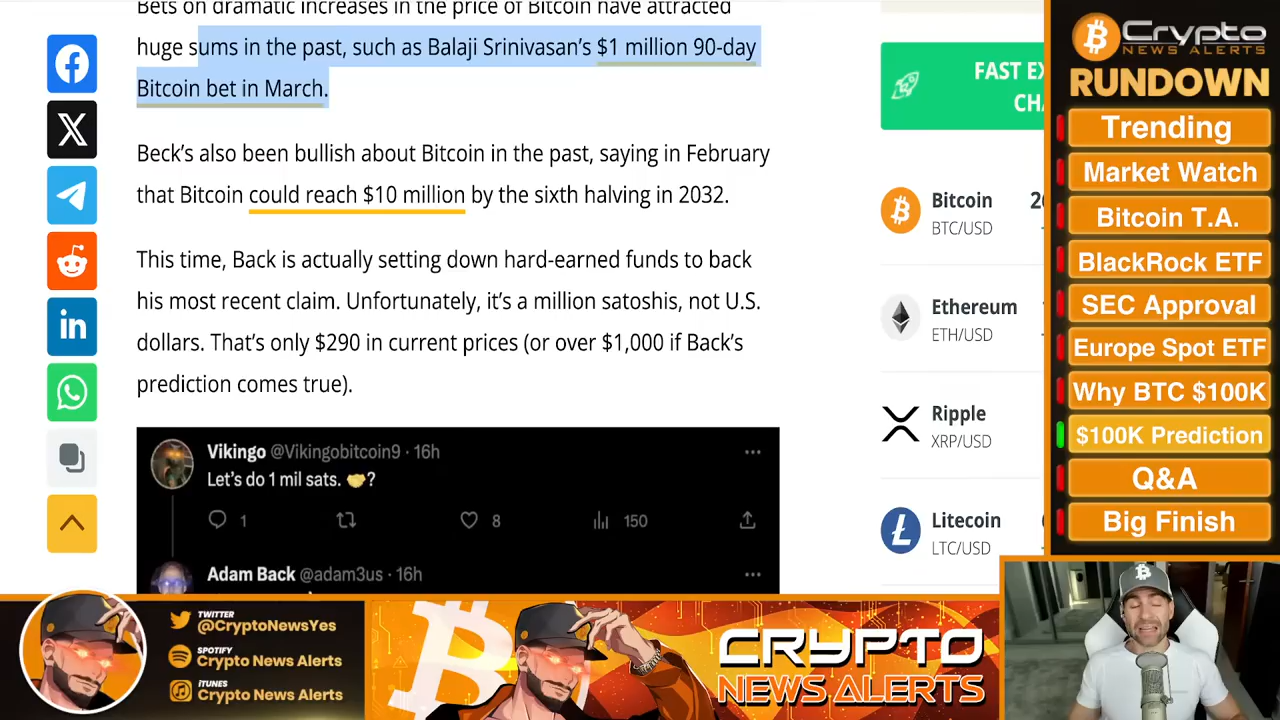 Bets on dramatic increases in the price of Bitcoin have attracted
huge sums in the past, such as Balaji Srinivasan's $1 million 90-day
Bitcoin bet in March.
Beck's also been bullish about Bitcoin in the past, saying in February
that Bitcoin could reach $10 million by the sixth halving in 2032.
This time, Back is actually setting down hard-earned funds to back
his most recent claim. Unfortunately, it's a million satoshis, not U.S.
dollars. That's only $290 in current prices (or over $1,000 if Back's
prediction comes true).
Vikingo @Vikingobitcoin9 · 16h
Let's do 1 mil sats. 🤝?
1
8
150
Adam Back @adam3us · 16h
FAST EX
CHA
Bitcoin
BTC/USD
Ethereum
ETH/USD
Ripple
XRP/USD
Litecoin
LTC/USD
Crypto
NEWS ALERTS
RUNDOWN
Trending
Market Watch
Bitcoin T.A.
BlackRock ETF
SEC Approval
Europe Spot ETF
Why BTC $100K
$100K Prediction
Q&A
Big Finish
TWITTER
@CryptoNewsYes
SPOTIFY
Crypto News Alerts
iTUNES
Crypto News Alerts
CRYPTO
NEWS ALERTS